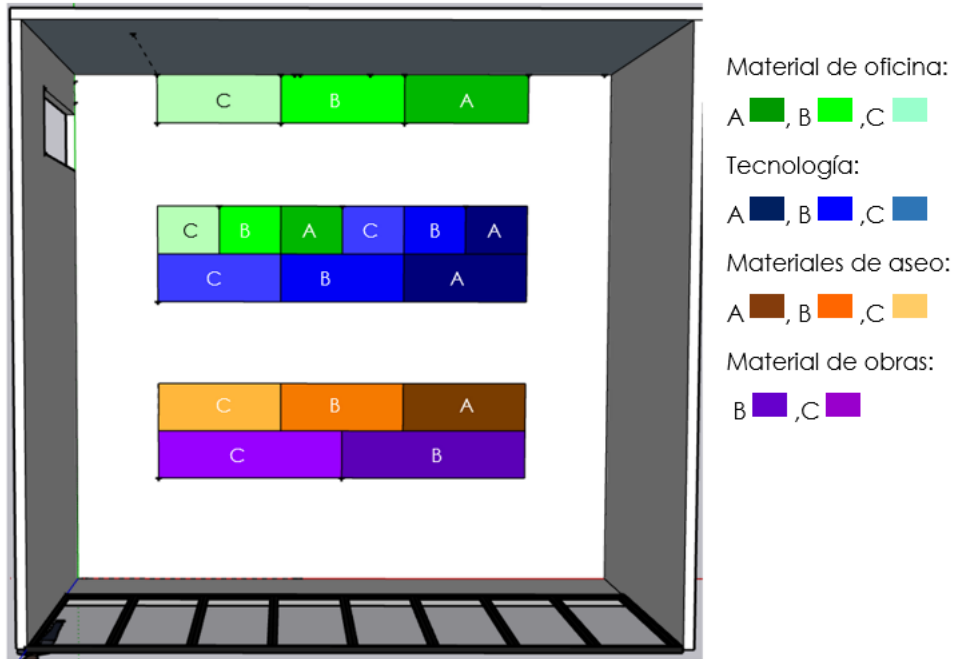 C B A
C B A C B A
C B A
C B A
C B
Material de oficina:
A , B ,C
Tecnología:
A , B ,C
Materiales de aseo:
A , B ,C
Material de obras:
B ,C